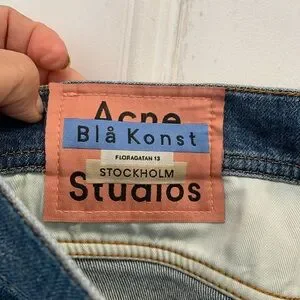 Acne
Blå Konst
FLORAGATAN 13
STOCKHOLM
Studios